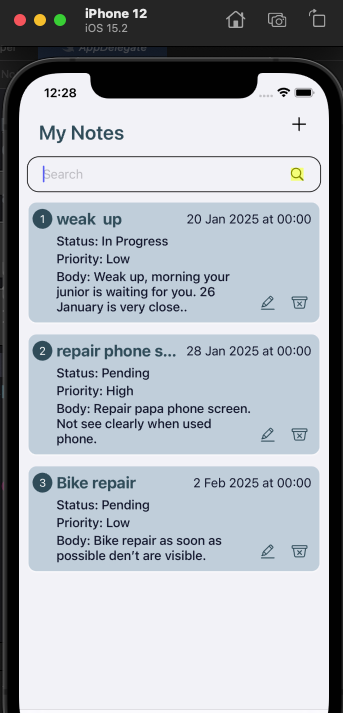 iPhone 12
iOS 15.2
AppDelegate
12:28
My Notes
Search
1 weak up 20 Jan 2025 at 00:00
Status: In Progress
Priority: Low
Body: Weak up, morning your
junior is waiting for you. 26
January is very close..
2 repair phone s... 28 Jan 2025 at 00:00
Status: Pending
Priority: High
Body: Repair papa phone screen.
Not see clearly when used
phone.
3 Bike repair 2 Feb 2025 at 00:00
Status: Pending
Priority: Low
Body: Bike repair as soon as
possible den't are visible.